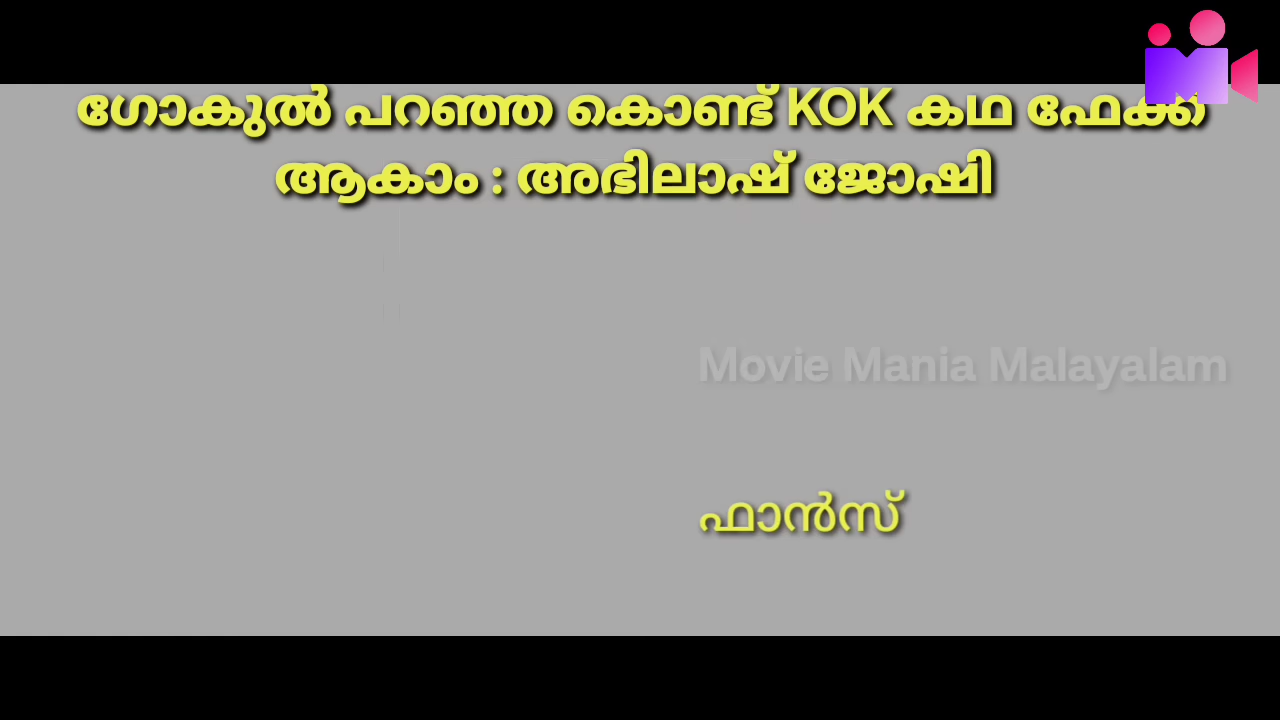 ഗോകുൽ പറഞ്ഞ കൊണ്ട് KOK കഥ ഫേക്ക്
ആകാം : അഭിലാഷ് ജോഷി
Movie Mania Malayalam
ഫാൻസ്